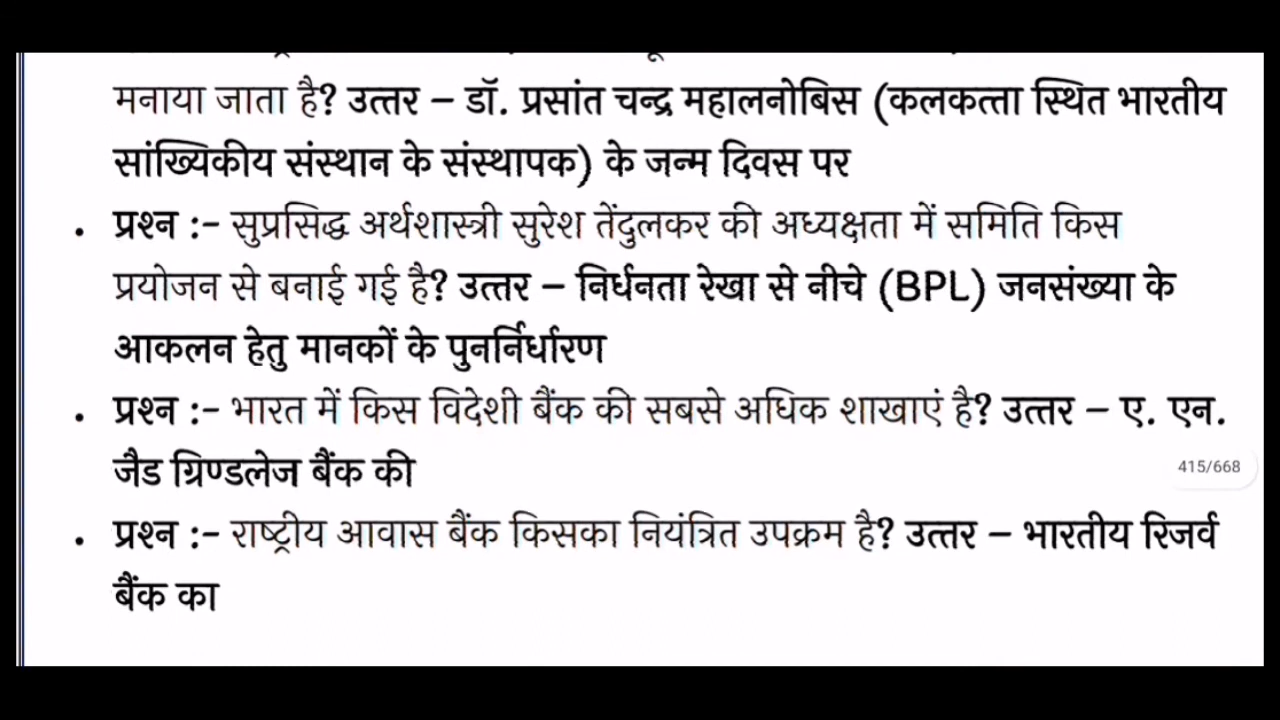 मनाया जाता है? उत्तर – डॉ. प्रसांत चन्द्र महालनोबिस (कलकत्ता स्थित भारतीय
सांख्यिकीय संस्थान के संस्थापक) के जन्म दिवस पर
• प्रश्न :- सुप्रसिद्ध अर्थशास्त्री सुरेश तेंदुलकर की अध्यक्षता में समिति किस
प्रयोजन से बनाई गई है? उत्तर – निर्धनता रेखा से नीचे (BPL) जनसंख्या के
आकलन हेतु मानकों के पुनर्निर्धारण
• प्रश्न :- भारत में किस विदेशी बैंक की सबसे अधिक शाखाएं है? उत्तर – ए. एन.
जैड ग्रिण्डलेज बैंक की
415/668
• प्रश्न :- राष्ट्रीय आवास बैंक किसका नियंत्रित उपक्रम है? उत्तर – भारतीय रिजर्व
बैंक का